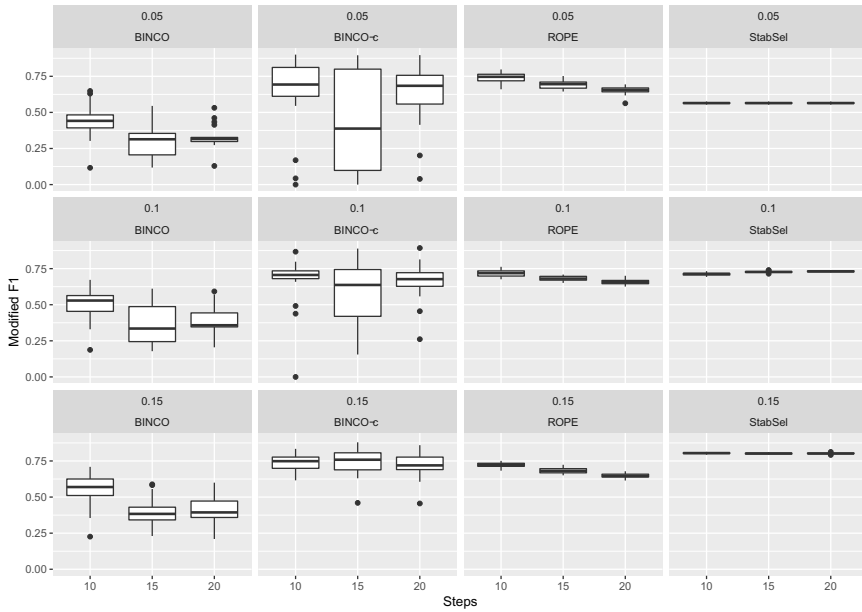 0.05 0.05 0.05 0.05
BINCO BINCO-c ROPE StabSel
0.75
0.50
0.25
0.00
0.1 0.1 0.1 0.1
BINCO BINCO-c ROPE StabSel
0.75
0.50
0.25
0.00
Modified F1
0.15 0.15 0.15 0.15
BINCO BINCO-c ROPE StabSel
0.75
0.50
0.25
0.00
10 15 20 10 15 20 10 15 20 10 15 20
Steps